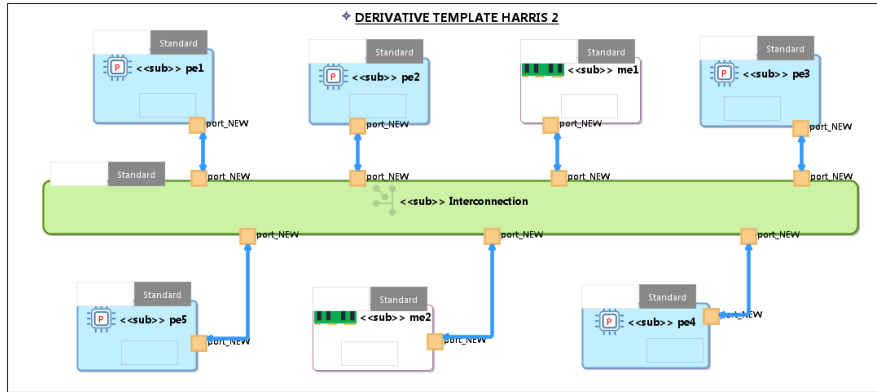 DERIVATIVE TEMPLATE HARRIS 2
Standard
P <<sub>> pe1
port_NEW
Standard
P <<sub>> pe2
port_NEW
Standard
<<sub>> me1
port_NEW
Standard
P <<sub>> pe3
port_NEW
Standard
port_NEW
port_NEW
port_NEW
port_NEW
<<sub>> Interconnection
port_NEW
port_NEW
port_NEW
Standard
P <<sub>> pe5
port_NEW
Standard
<<sub>> me2
port_NEW
Standard
P <<sub>> pe4
port_NEW